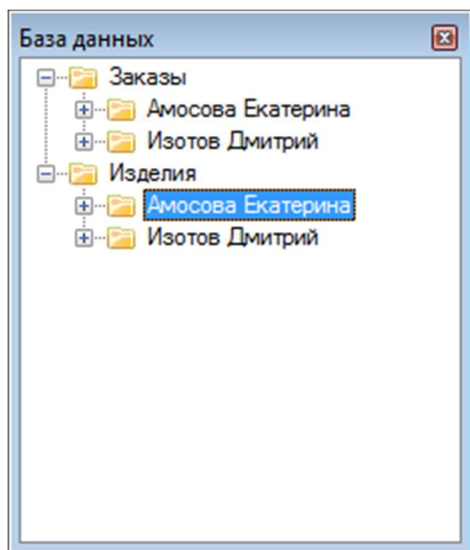 База данных
Заказы
Амосова Екатерина
Изотов Дмитрий
Изделия
Амосова Екатерина
Изотов Дмитрий